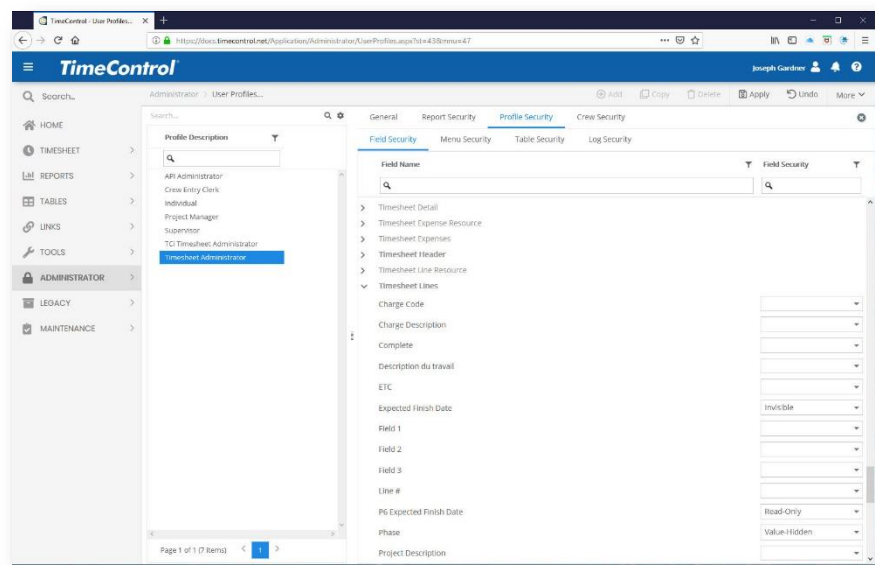 TimeControl - User Profiles...
https://docs.timecontrol.net/Application/Administrator/UserProfiles.aspx?st=43&mnu=47
TimeControl
Joseph Gardner
Search..
Administrator > User Profiles...
Add
Copy
Delete
Apply
Undo
More
HOME
TIMESHEET
REPORTS
TABLES
LINKS
TOOLS
ADMINISTRATOR
LEGACY
MAINTENANCE
Search...
Profile Description
API Administrator
Crew Entry Clerk
Individual
Project Manager
Supervisor
TCI Timesheet Administrator
Timesheet Administrator
Page 1 of 1 (7 items)
1
General Report Security Profile Security Crew Security
Field Security Menu Security Table Security Log Security
Field Name Field Security
Timesheet Detail
Timesheet Expense Resource
Timesheet Expenses
Timesheet Header
Timesheet Line Resource
Timesheet Lines
Charge Code
Charge Description
Complete
Description du travail
ETC
Expected Finish Date Invisible
Field 1
Field 2
Field 3
Line #
P6 Expected Finish Date Read-Only
Phase Value-Hidden
Project Description